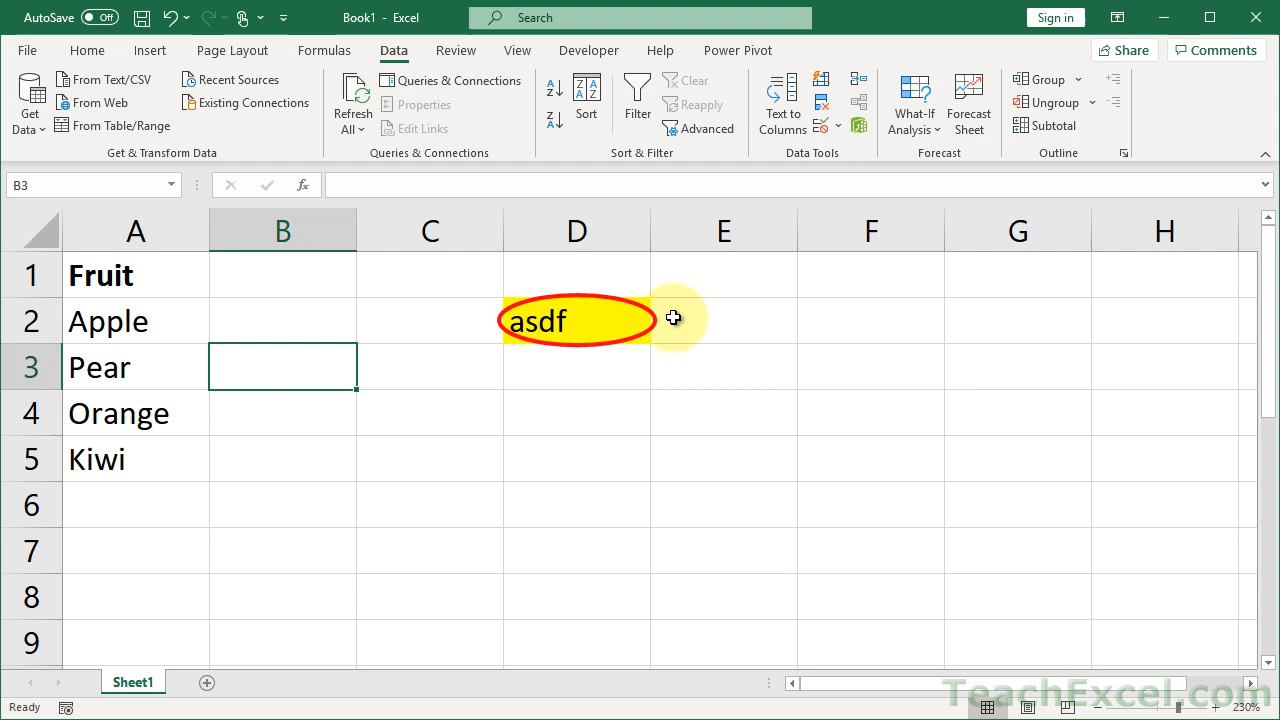 AutoSave Off Book1 - Excel Search Sign in
File Home Insert Page Layout Formulas Data Review View Developer Help Power Pivot Share Comments
Get Data
From Text/CSV
From Web
From Table/Range
Recent Sources
Existing Connections
Get & Transform Data
Refresh All
Queries & Connections
Properties
Edit Links
Queries & Connections
Sort
Filter
Clear
Reapply
Advanced
Sort & Filter
Text to Columns
Data Tools
What-If Analysis
Forecast Sheet
Forecast
Group
Ungroup
Subtotal
Outline
B3 fx
A B C D E F G H
1 Fruit
2 Apple asdf
3 Pear
4 Orange
5 Kiwi
6
7
8
9
Sheet1
TeachExcel.com
Ready 230%